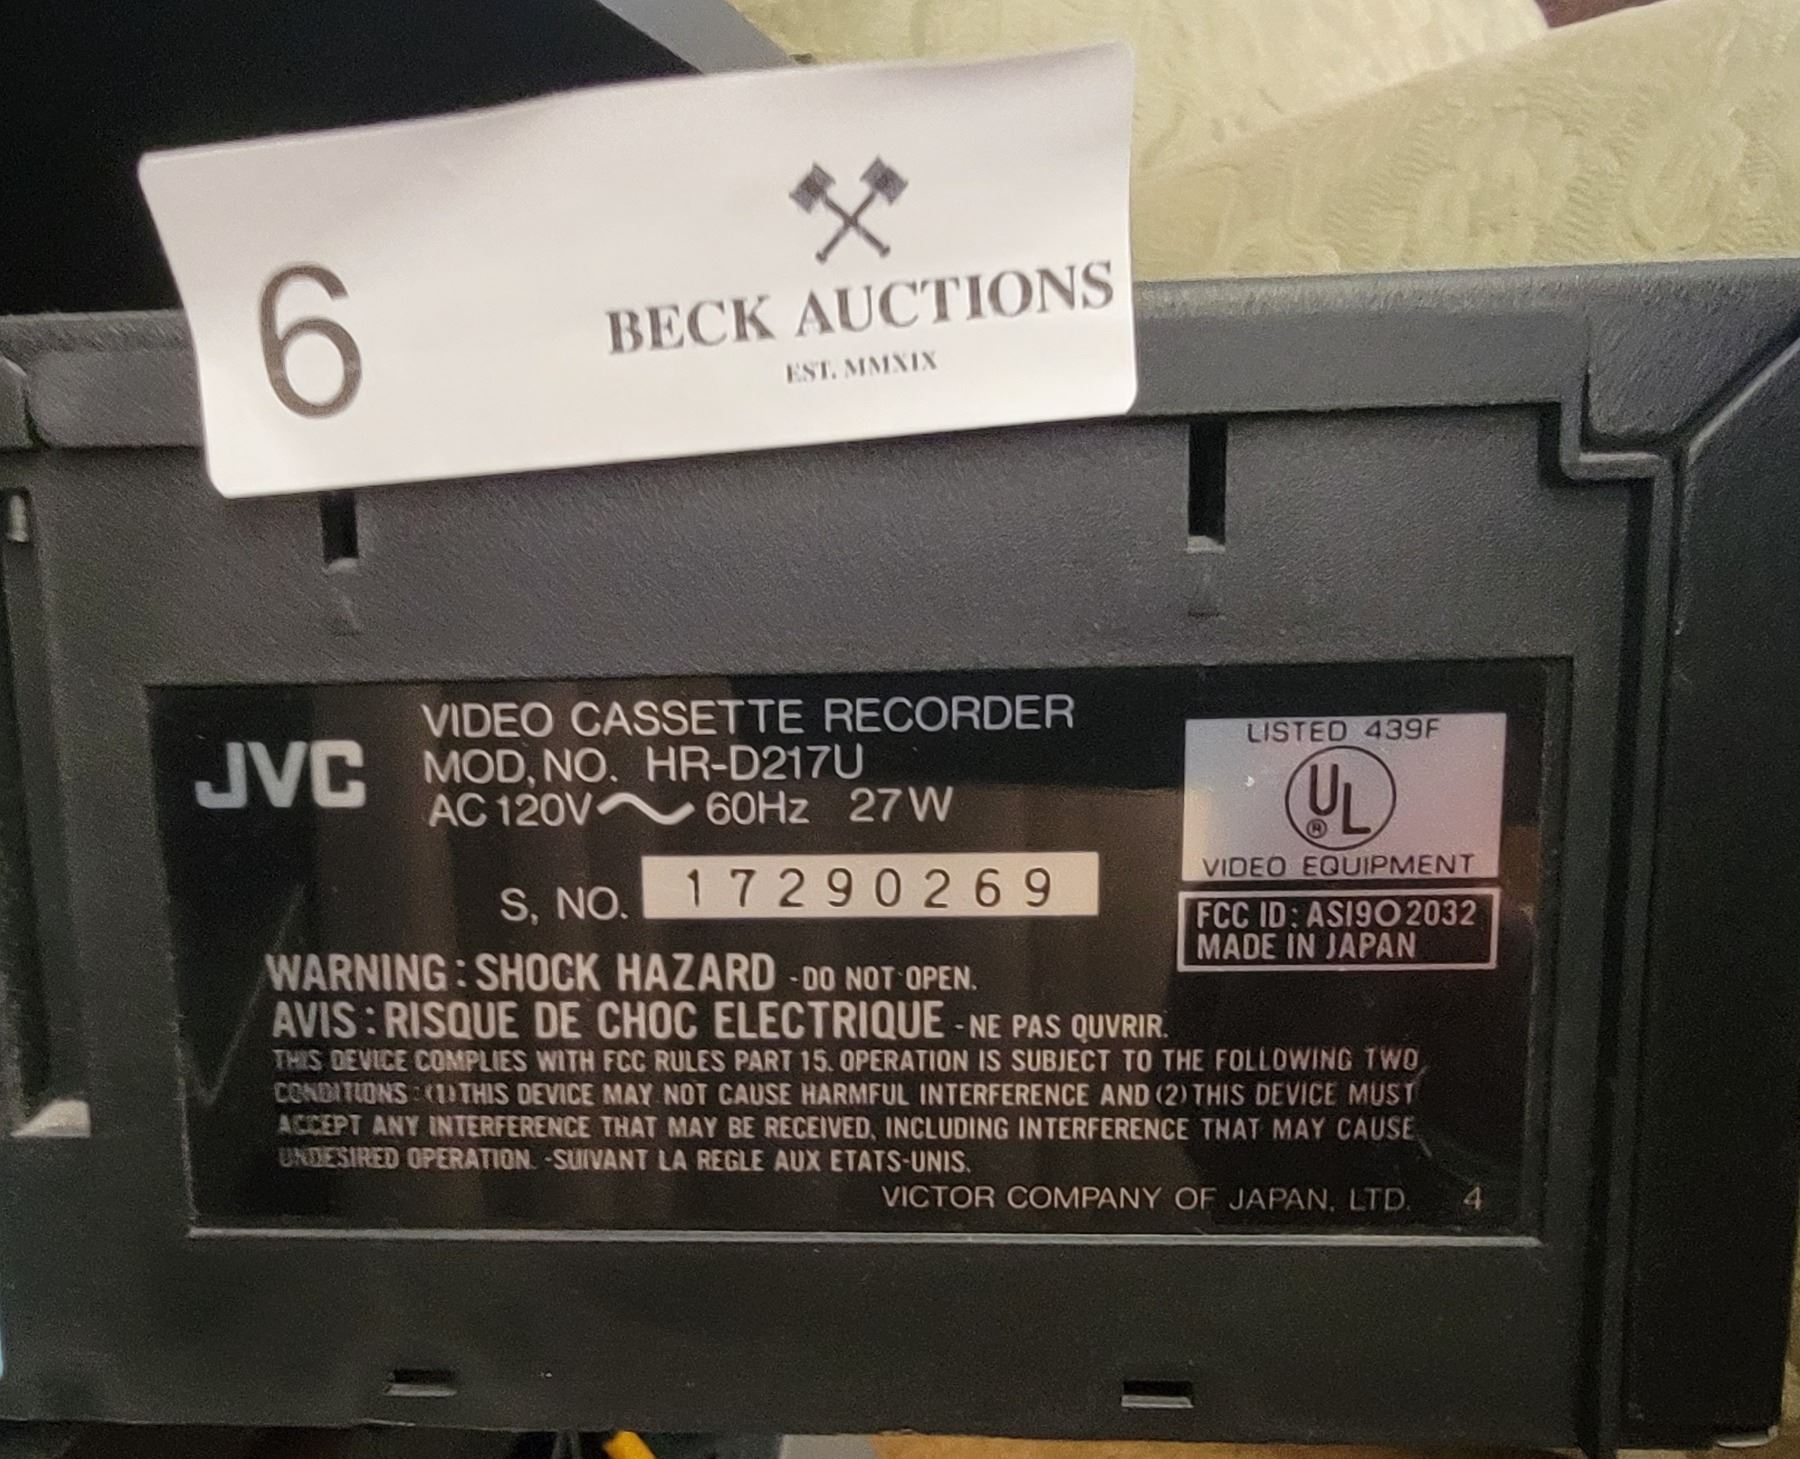 6
BECK AUCTIONS
EST. MMXIX
JVC
VIDEO CASSETTE RECORDER
MOD. NO. HR-D217U
AC 120V ~ 60Hz 27W
S. NO. 17290269
LISTED 439F
UL
®
VIDEO EQUIPMENT
FCC ID: ASI9O2032
MADE IN JAPAN
WARNING: SHOCK HAZARD - DO NOT OPEN.
AVIS: RISQUE DE CHOC ELECTRIQUE - NE PAS OUVRIR.
THIS DEVICE COMPLIES WITH FCC RULES PART 15. OPERATION IS SUBJECT TO THE FOLLOWING TWO
CONDITIONS: (1) THIS DEVICE MAY NOT CAUSE HARMFUL INTERFERENCE AND (2) THIS DEVICE MUST
ACCEPT ANY INTERFERENCE THAT MAY BE RECEIVED, INCLUDING INTERFERENCE THAT MAY CAUSE
UNDESIRED OPERATION. -SUIVANT LA REGLE AUX ETATS-UNIS.
VICTOR COMPANY OF JAPAN, LTD. 4